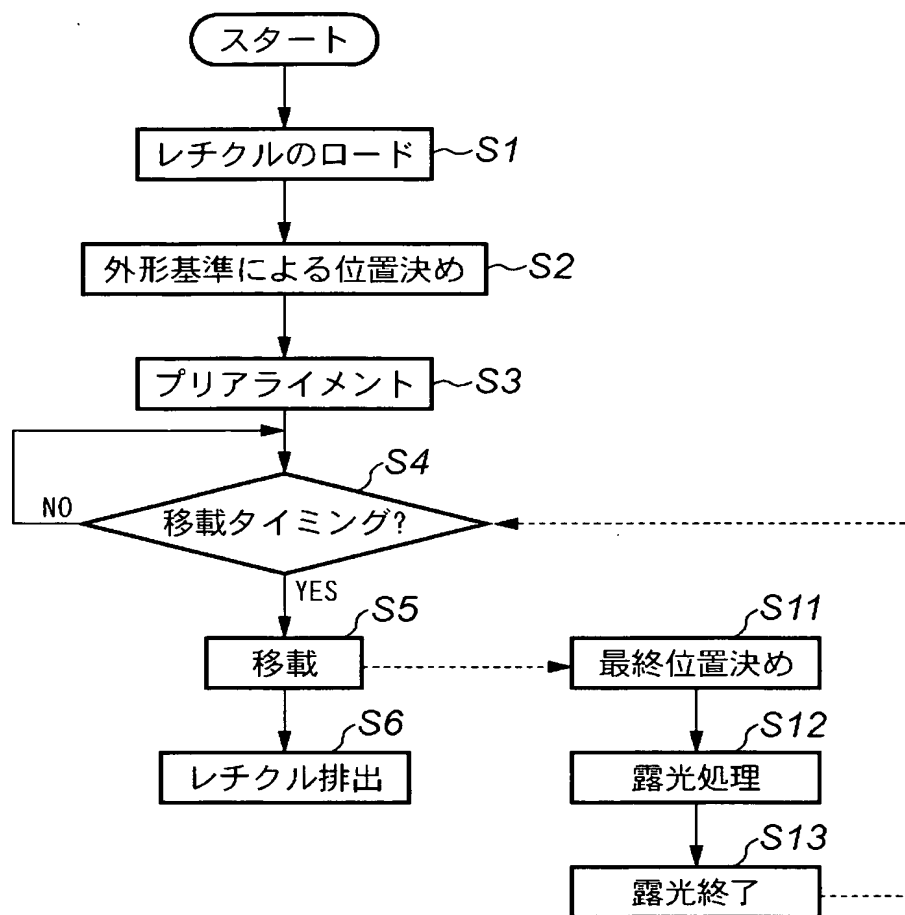 スタート
レチクルのロード S1
外形基準による位置決め S2
プリアライメント S3
S4
NO 移載タイミング?
YES
S5
移載
S6
レチクル排出
S11
最終位置決め
S12
露光処理
S13
露光終了